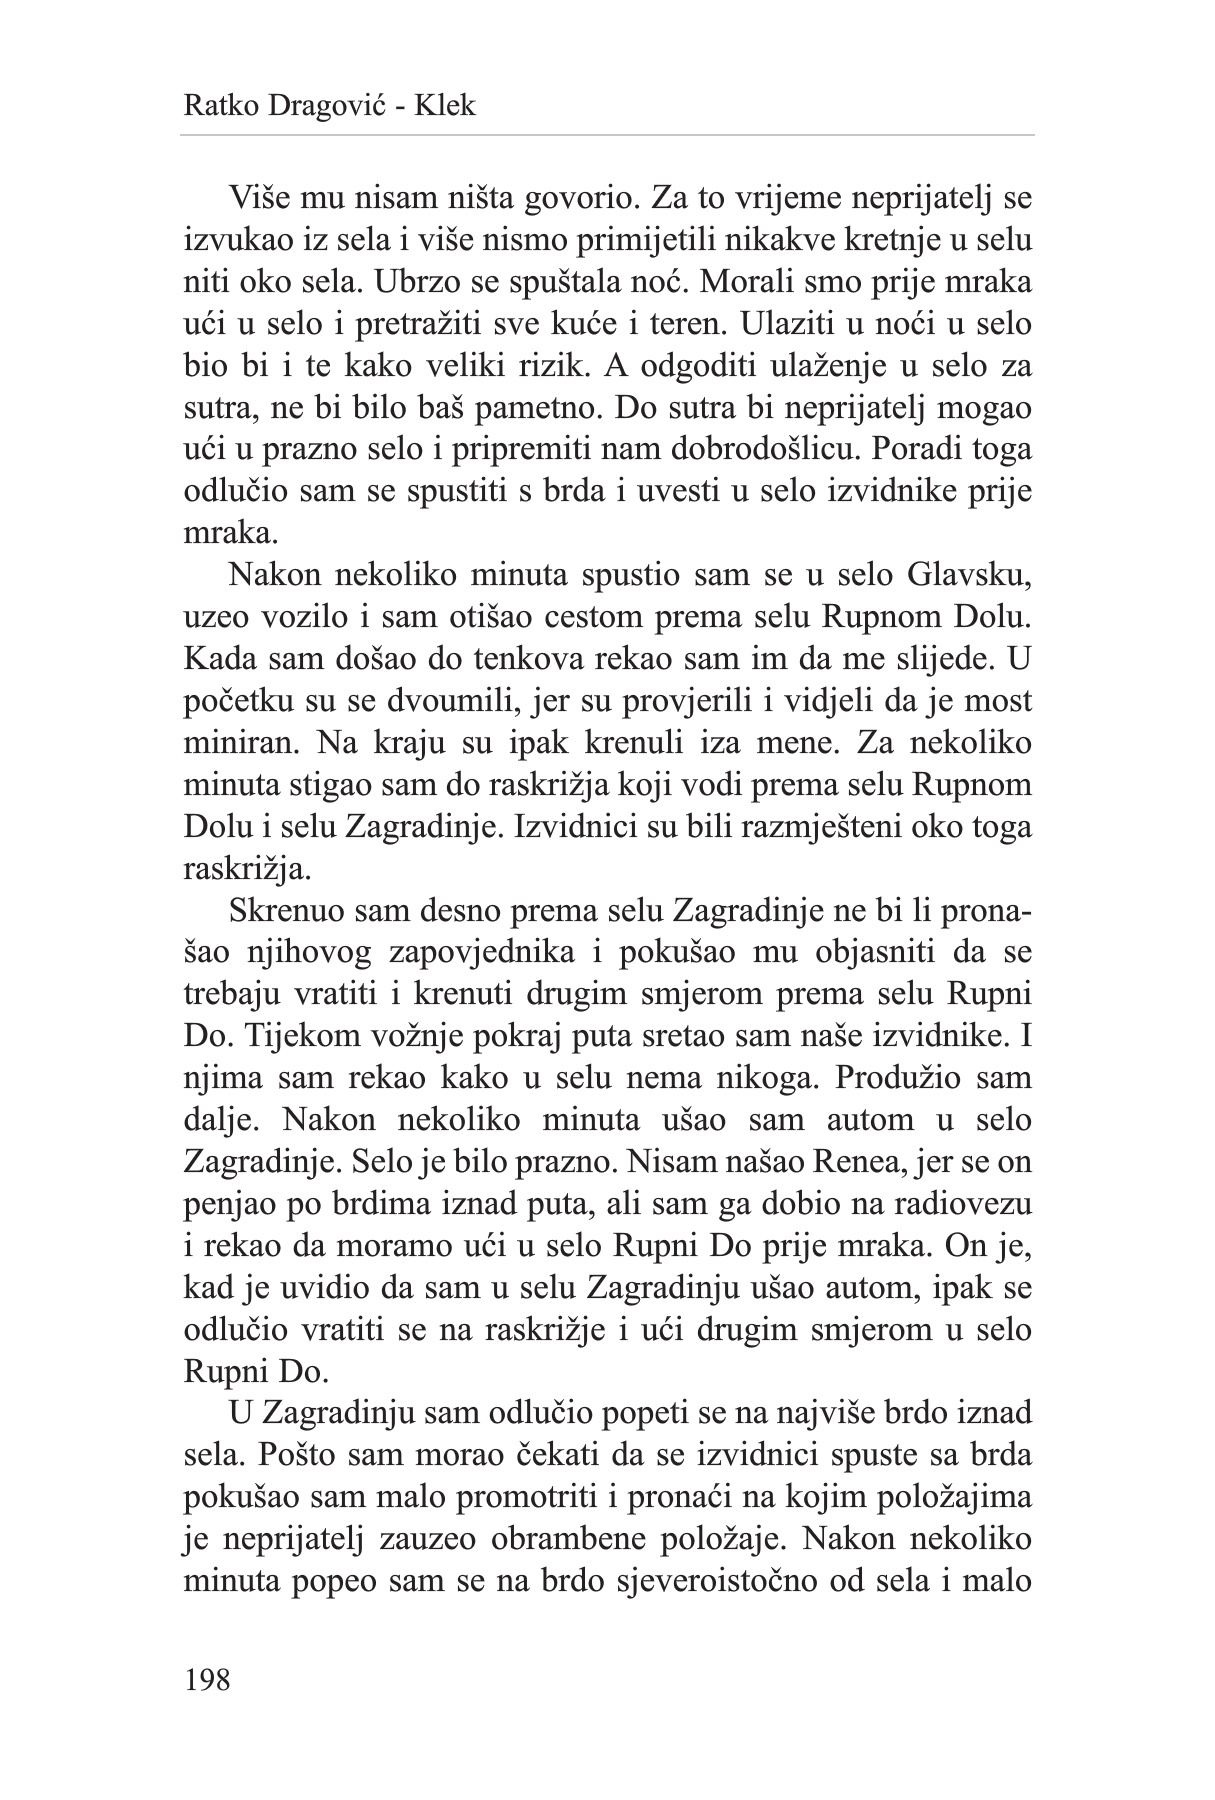 Ratko Dragović - Klek
Više mu nisam ništa govorio. Za to vrijeme neprijatelj se
izvukao iz sela i više nismo primijetili nikakve kretnje u selu
niti oko sela. Ubrzo se spuštala noć. Morali smo prije mraka
ući u selo i pretražiti sve kuće i teren. Ulaziti u noći u selo
bio bi i te kako veliki rizik. A odgoditi ulaženje u selo za
sutra, ne bi bilo baš pametno. Do sutra bi neprijatelj mogao
ući u prazno selo i pripremiti nam dobrodošlicu. Poradi toga
odlučio sam se spustiti s brda i uvesti u selo izvidnike prije
mraka.
Nakon nekoliko minuta spustio sam se u selo Glavsku,
uzeo vozilo i sam otišao cestom prema selu Rupnom Dolu.
Kada sam došao do tenkova rekao sam im da me slijede. U
početku su se dvoumili, jer su provjerili i vidjeli da je most
miniran. Na kraju su ipak krenuli iza mene. Za nekoliko
minuta stigao sam do raskrižja koji vodi prema selu Rupnom
Dolu i selu Zagradinje. Izvidnici su bili razmješteni oko toga
raskrižja.
Skrenuo sam desno prema selu Zagradinje ne bi li prona-
šao njihovog zapovjednika i pokušao mu objasniti da se
trebaju vratiti i krenuti drugim smjerom prema selu Rupni
Do. Tijekom vožnje pokraj puta sretao sam naše izvidnike. I
njima sam rekao kako u selu nema nikoga. Produžio sam
dalje. Nakon nekoliko minuta ušao sam autom u selo
Zagradinje. Selo je bilo prazno. Nisam našao Renea, jer se on
penjao po brdima iznad puta, ali sam ga dobio na radiovezu
i rekao da moramo ući u selo Rupni Do prije mraka. On je,
kad je uvidio da sam u selu Zagradinju ušao autom, ipak se
odlučio vratiti se na raskrižje i ući drugim smjerom u selo
Rupni Do.
U Zagradinju sam odlučio popeti se na najviše brdo iznad
sela. Pošto sam morao čekati da se izvidnici spuste sa brda
pokušao sam malo promotriti i pronaći na kojim položajima
je neprijatelj zauzeo obrambene položaje. Nakon nekoliko
minuta popeo sam se na brdo sjeveroistočno od sela i malo
198